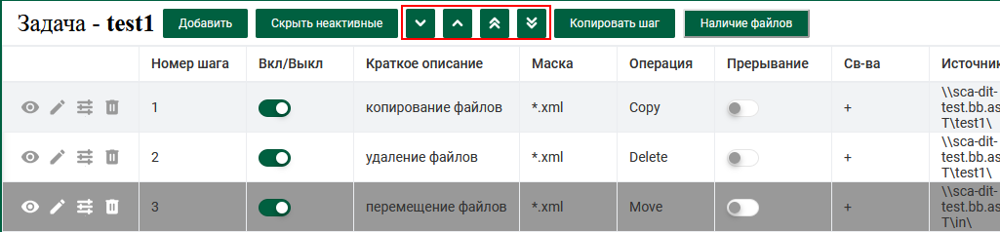 Задача - test1 Добавить Скрыть неактивные Копировать шаг Наличие файлов
Номер шага Вкл/Выкл Краткое описание Маска Операция Прерывание Св-ва Источник
1 копирование файлов *.xml Copy + \\sca-dit-
test.bb.as
T\test1\
2 удаление файлов *.xml Delete + \\sca-dit-
test.bb.as
T\test1\
3 перемещение файлов *.xml Move + \\sca-dit-
test.bb.as
T\in\